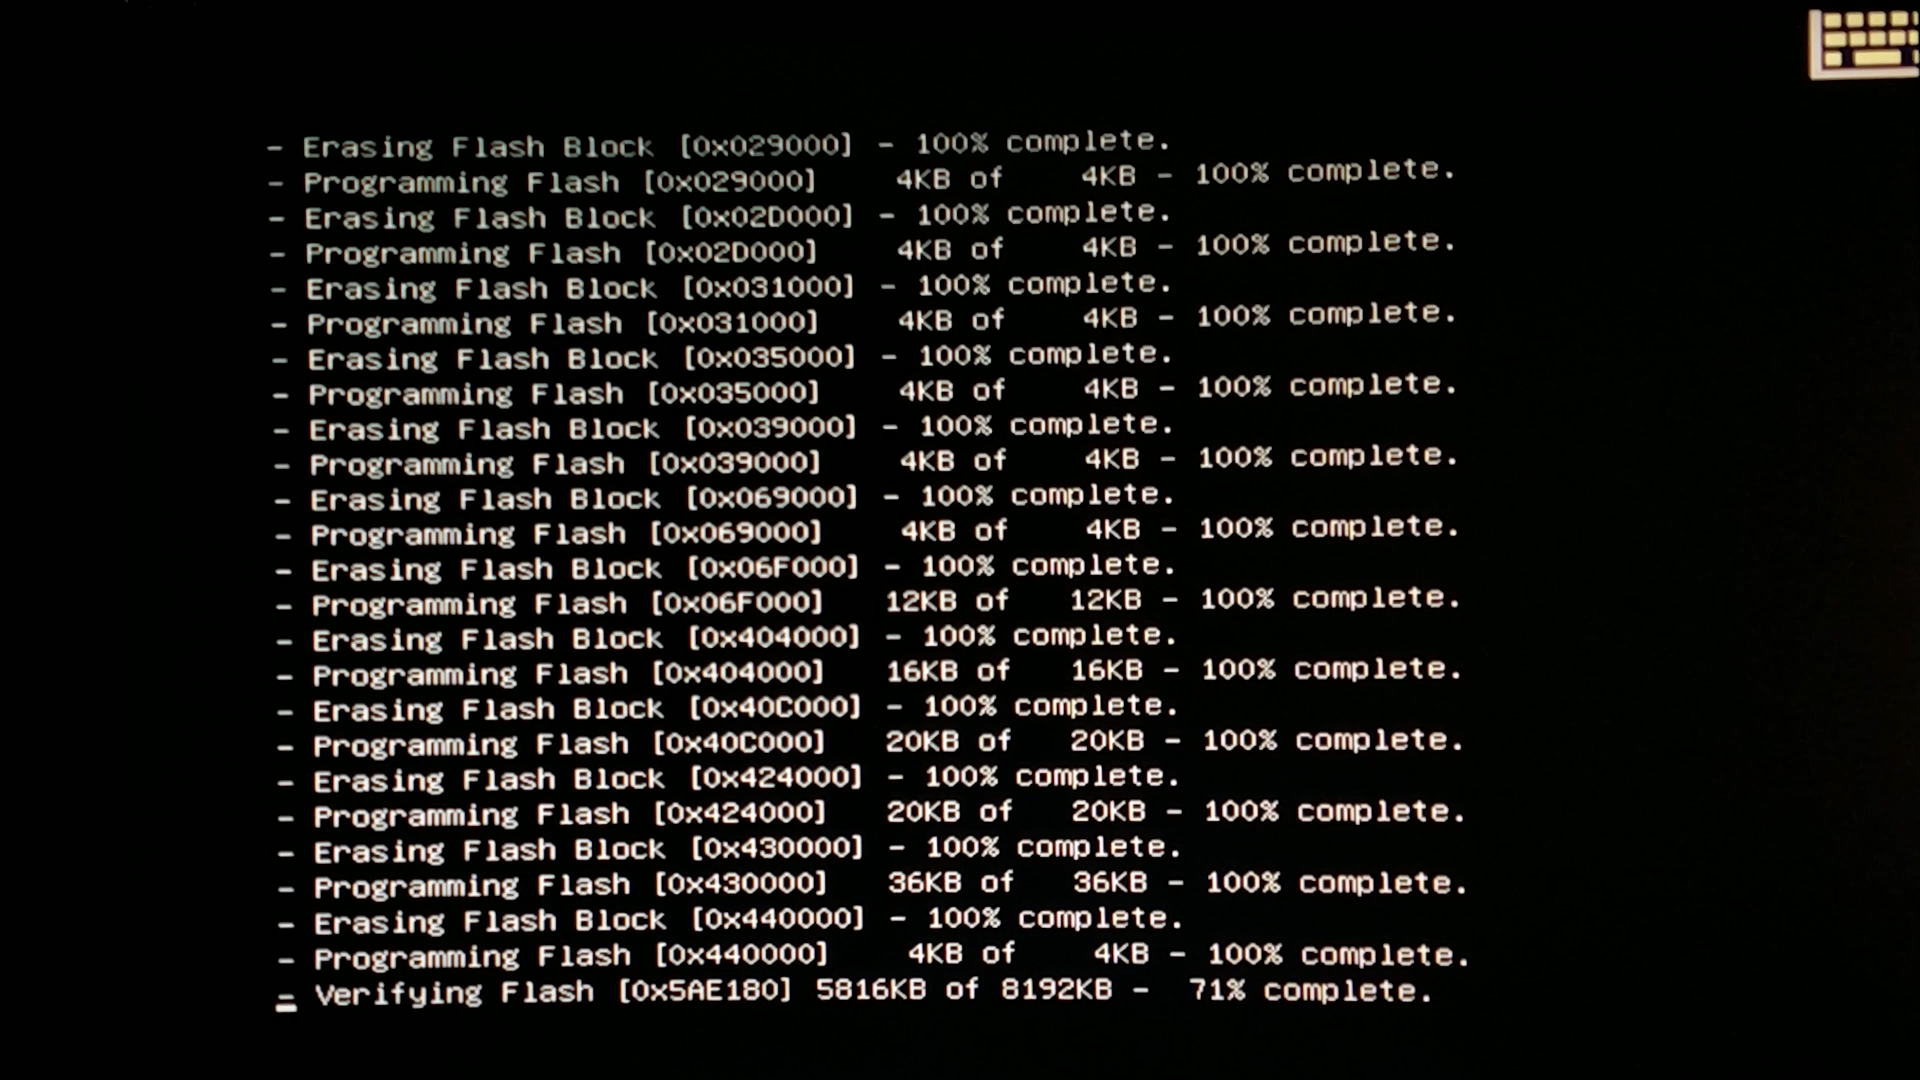 - Erasing Flash Block [0x029000] - 100% complete.
- Programming Flash [0x029000]    4KB of    4KB - 100% complete.
- Erasing Flash Block [0x02D000] - 100% complete.
- Programming Flash [0x02D000]    4KB of    4KB - 100% complete.
- Erasing Flash Block [0x031000] - 100% complete.
- Programming Flash [0x031000]    4KB of    4KB - 100% complete.
- Erasing Flash Block [0x035000] - 100% complete.
- Programming Flash [0x035000]    4KB of    4KB - 100% complete.
- Erasing Flash Block [0x039000] - 100% complete.
- Programming Flash [0x039000]    4KB of    4KB - 100% complete.
- Erasing Flash Block [0x069000] - 100% complete.
- Programming Flash [0x069000]    4KB of    4KB - 100% complete.
- Erasing Flash Block [0x06F000] - 100% complete.
- Programming Flash [0x06F000]   12KB of   12KB - 100% complete.
- Erasing Flash Block [0x404000] - 100% complete.
- Programming Flash [0x404000]   16KB of   16KB - 100% complete.
- Erasing Flash Block [0x40C000] - 100% complete.
- Programming Flash [0x40C000]   20KB of   20KB - 100% complete.
- Erasing Flash Block [0x424000] - 100% complete.
- Programming Flash [0x424000]   20KB of   20KB - 100% complete.
- Erasing Flash Block [0x430000] - 100% complete.
- Programming Flash [0x430000]   36KB of   36KB - 100% complete.
- Erasing Flash Block [0x440000] - 100% complete.
- Programming Flash [0x440000]    4KB of    4KB - 100% complete.
- Verifying Flash [0x5AE180] 5816KB of 8192KB -  71% complete.